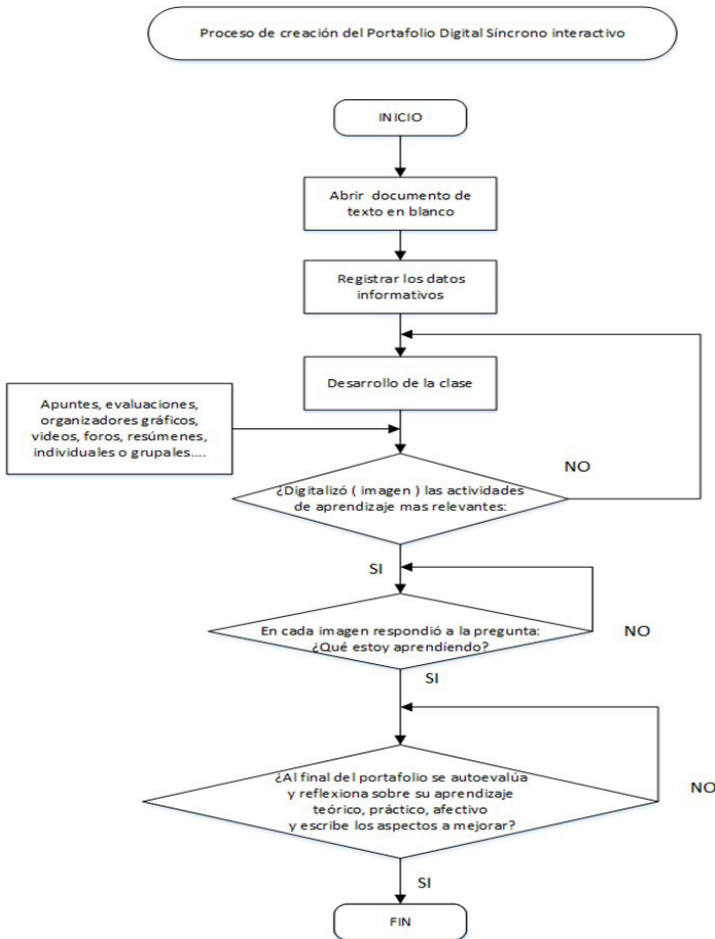 Proceso de creación del Portafolio Digital Síncrono interactivo
INICIO
Abrir documento de
texto en blanco
Registrar los datos
informativos
Desarrollo de la clase
Apuntes, evaluaciones,
organizadores gráficos,
videos, foros, resúmenes,
individuales o grupales....
NO
¿Digitalizó ( imagen ) las actividades
de aprendizaje mas relevantes:
SI
En cada imagen respondió a la pregunta:
¿Qué estoy aprendíendo?
NO
SI
¿Al final del portafolio se autoevalúa
y reflexiona sobre su aprendizaje
teórico, práctico, afectivo
y escribe los aspectos a mejorar?
NO
SI
FIN